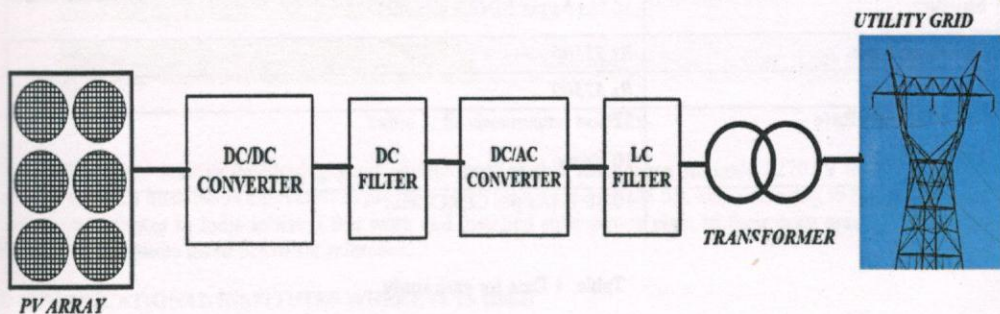 UTILITY GRID
DC/DC
CONVERTER
DC
FILTER
DC/AC
CONVERTER
LC
FILTER
TRANSFORMER
PV ARRAY